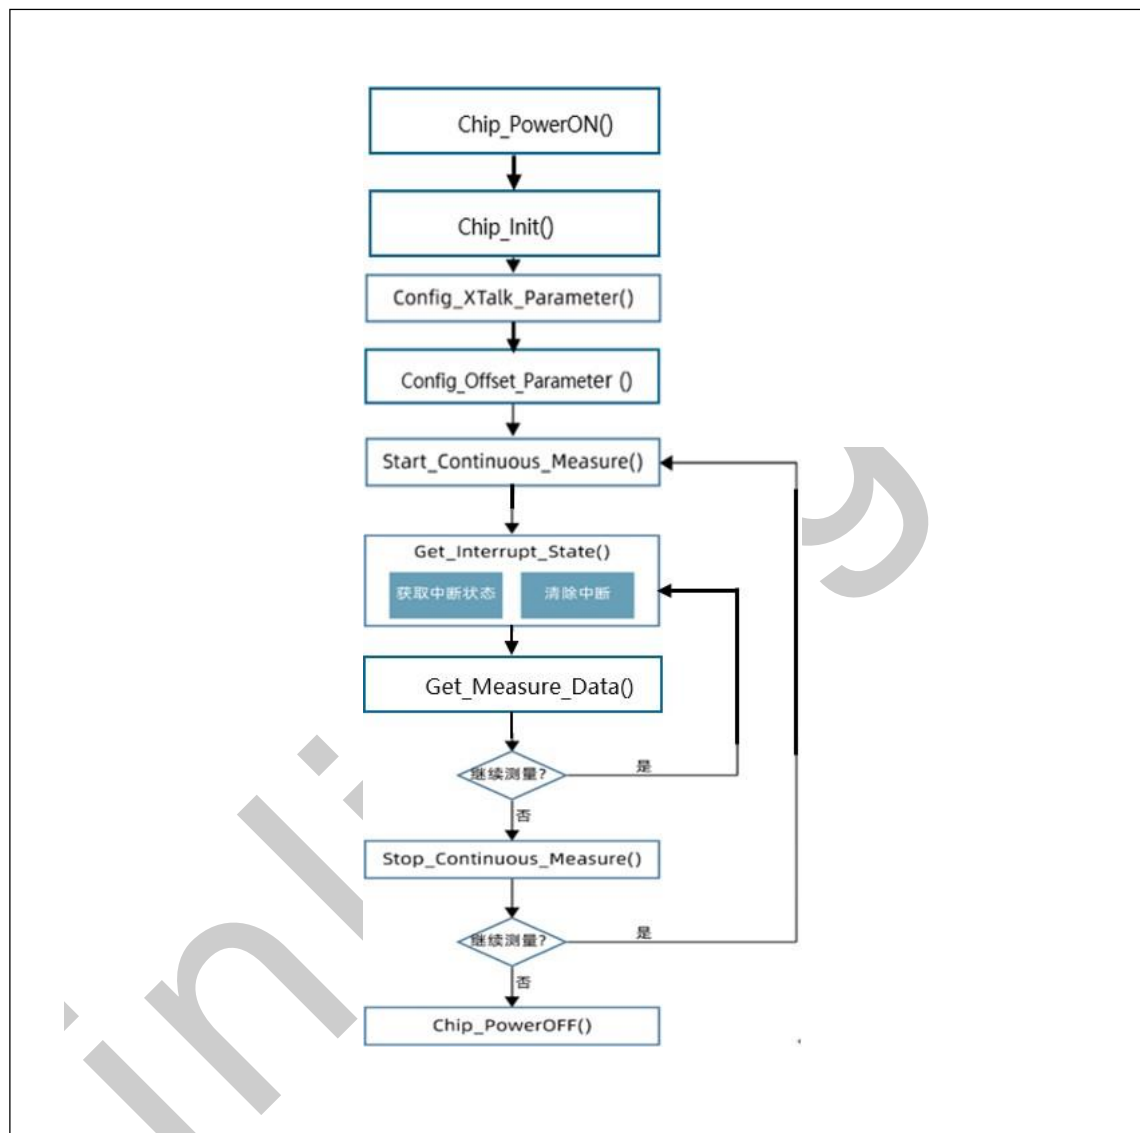 Chip_PowerON()
Chip_Init()
Config_XTalk_Parameter()
Config_Offset_Parameter ()
Start_Continuous_Measure()
Get_Interrupt_State()
获取中断状态
清除中断
Get_Measure_Data()
继续测量?
是
否
Stop_Continuous_Measure()
继续测量?
是
否
Chip_PowerOFF()